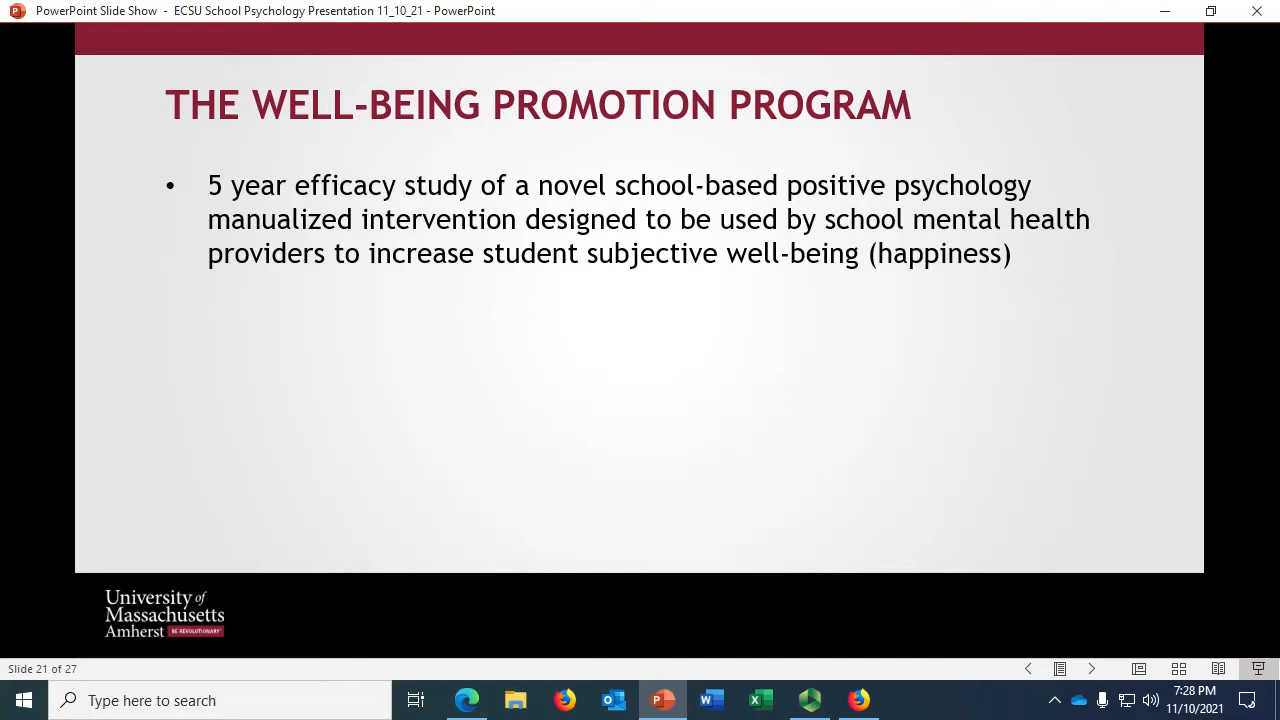 PowerPoint Slide Show - ECSU School Psychology Presentation 11_10_21 - PowerPoint
THE WELL-BEING PROMOTION PROGRAM
• 5 year efficacy study of a novel school-based positive psychology
manualized intervention designed to be used by school mental health
providers to increase student subjective well-being (happiness)
University of
Massachusetts
Amherst BE REVOLUTIONARY
Slide 21 of 27
Type here to search
7:28 PM
11/10/2021